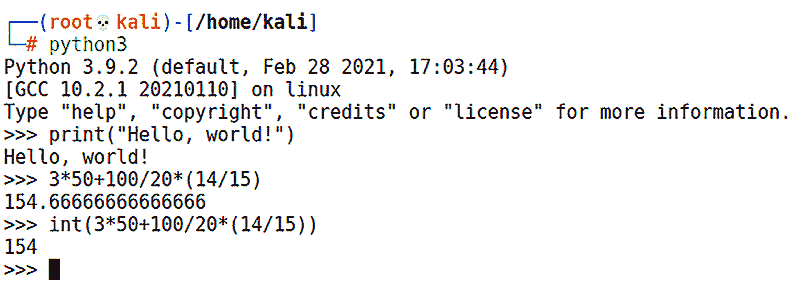 ┌──(root💀kali)-[/home/kali]
└─# python3
Python 3.9.2 (default, Feb 28 2021, 17:03:44)
[GCC 10.2.1 20210110] on linux
Type "help", "copyright", "credits" or "license" for more information.
>>> print("Hello, world!")
Hello, world!
>>> 3*50+100/20*(14/15)
154.66666666666666
>>> int(3*50+100/20*(14/15))
154
>>>